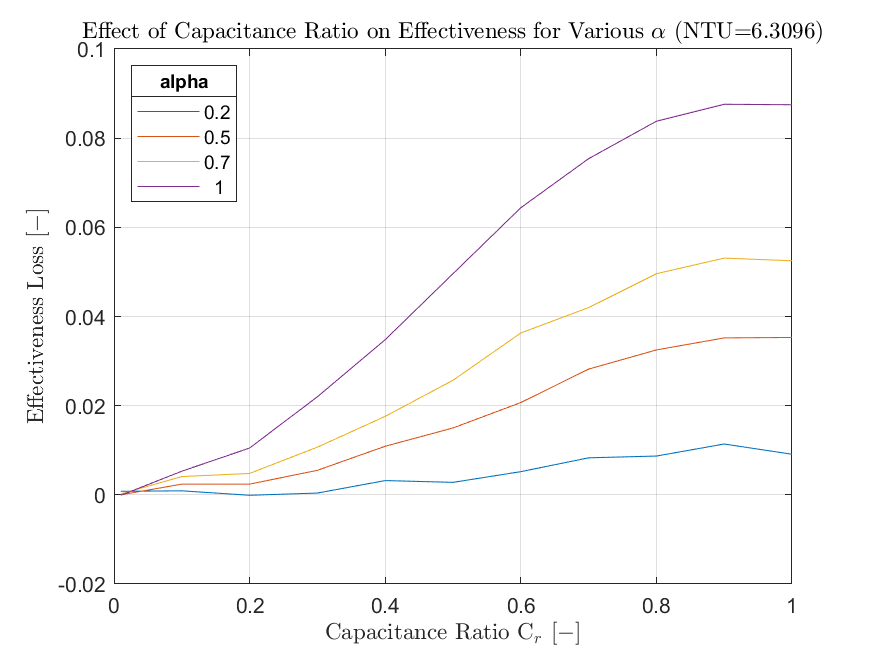 Effect of Capacitance Ratio on Effectiveness for Various α (NTU=6.3096)
0.1
0.08
0.06
0.04
0.02
0
-0.02
Effectiveness Loss [−]
alpha
0.2
0.5
0.7
1
0 0.2 0.4 0.6 0.8 1
Capacitance Ratio C_r [−]